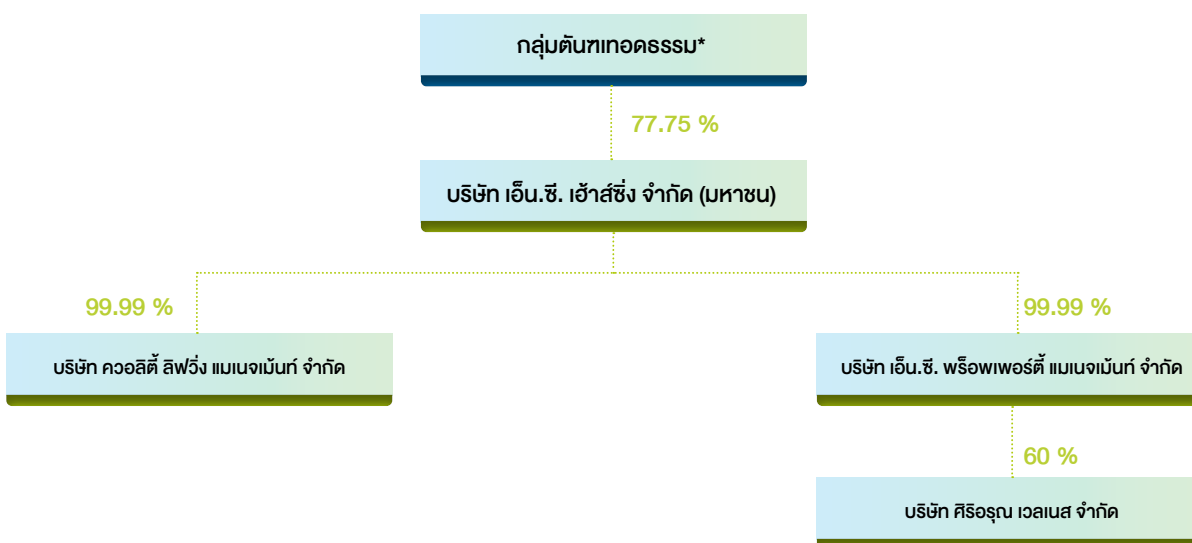 กลุ่มตันฑเทอดธรรม*
77.75 %
บริษัท เอ็น.ซี. เฮ้าส์ซิ่ง จำกัด (มหาชน)
99.99 %
99.99 %
บริษัท ควอลิตี้ ลิฟวิ่ง แมเนจเม้นท์ จำกัด
บริษัท เอ็น.ซี. พร็อพเพอร์ตี้ แมเนจเม้นท์ จำกัด
60 %
บริษัท ศิริอรุณ เวลเนส จำกัด